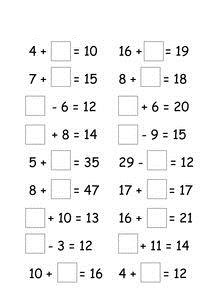 4 + □ = 10 16 + □ = 19
7 + □ = 15 8 + □ = 18
□ - 6 = 12 □ + 6 = 20
□ + 8 = 14 □ - 9 = 15
5 + □ = 35 29 - □ = 12
8 + □ = 47 17 + □ = 17
□ + 10 = 13 16 + □ = 21
□ - 3 = 12 □ + 11 = 14
10 + □ = 16 4 + □ = 12